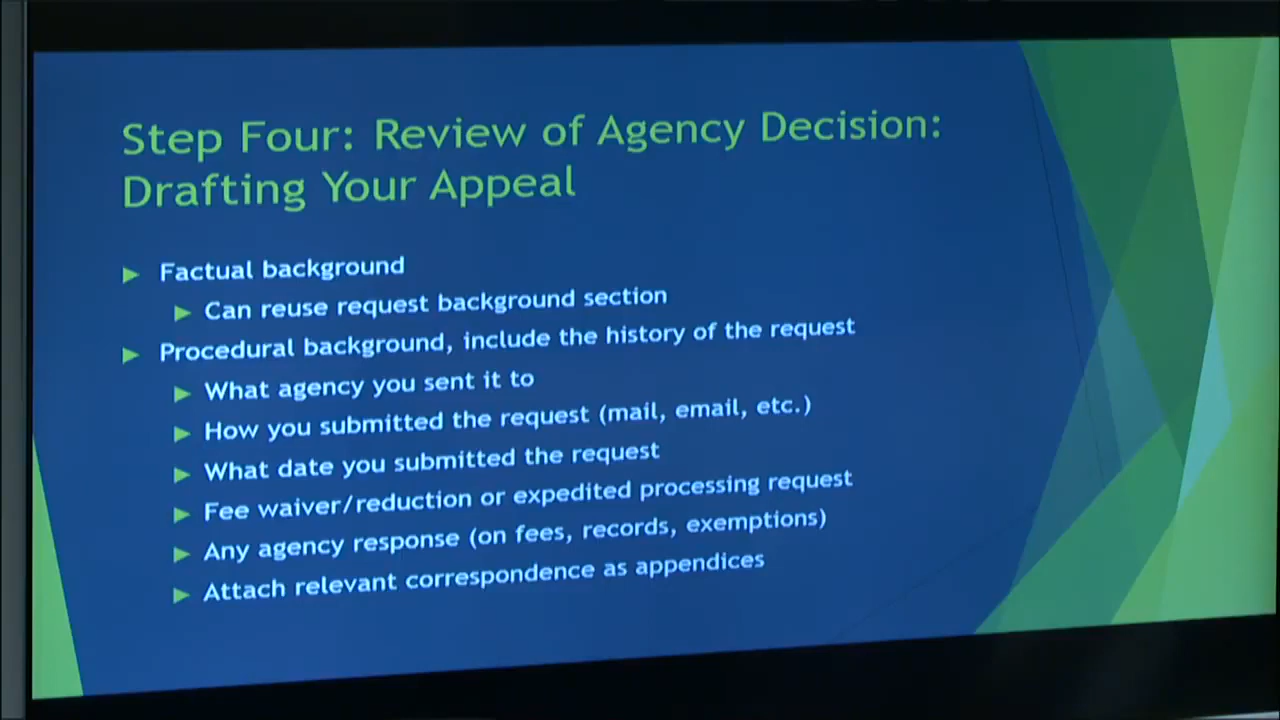 Step Four: Review of Agency Decision:
Drafting Your Appeal
Factual background
Can reuse request background section
Procedural background, include the history of the request
What agency you sent it to
How you submitted the request (mail, email, etc.)
What date you submitted the request
Fee waiver/reduction or expedited processing request
Any agency response (on fees, records, exemptions)
Attach relevant correspondence as appendices